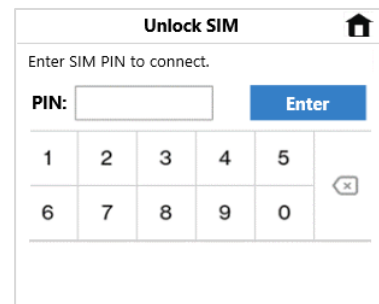 Unlock SIM
Enter SIM PIN to connect.
PIN: Enter
1 2 3 4 5
6 7 8 9 0